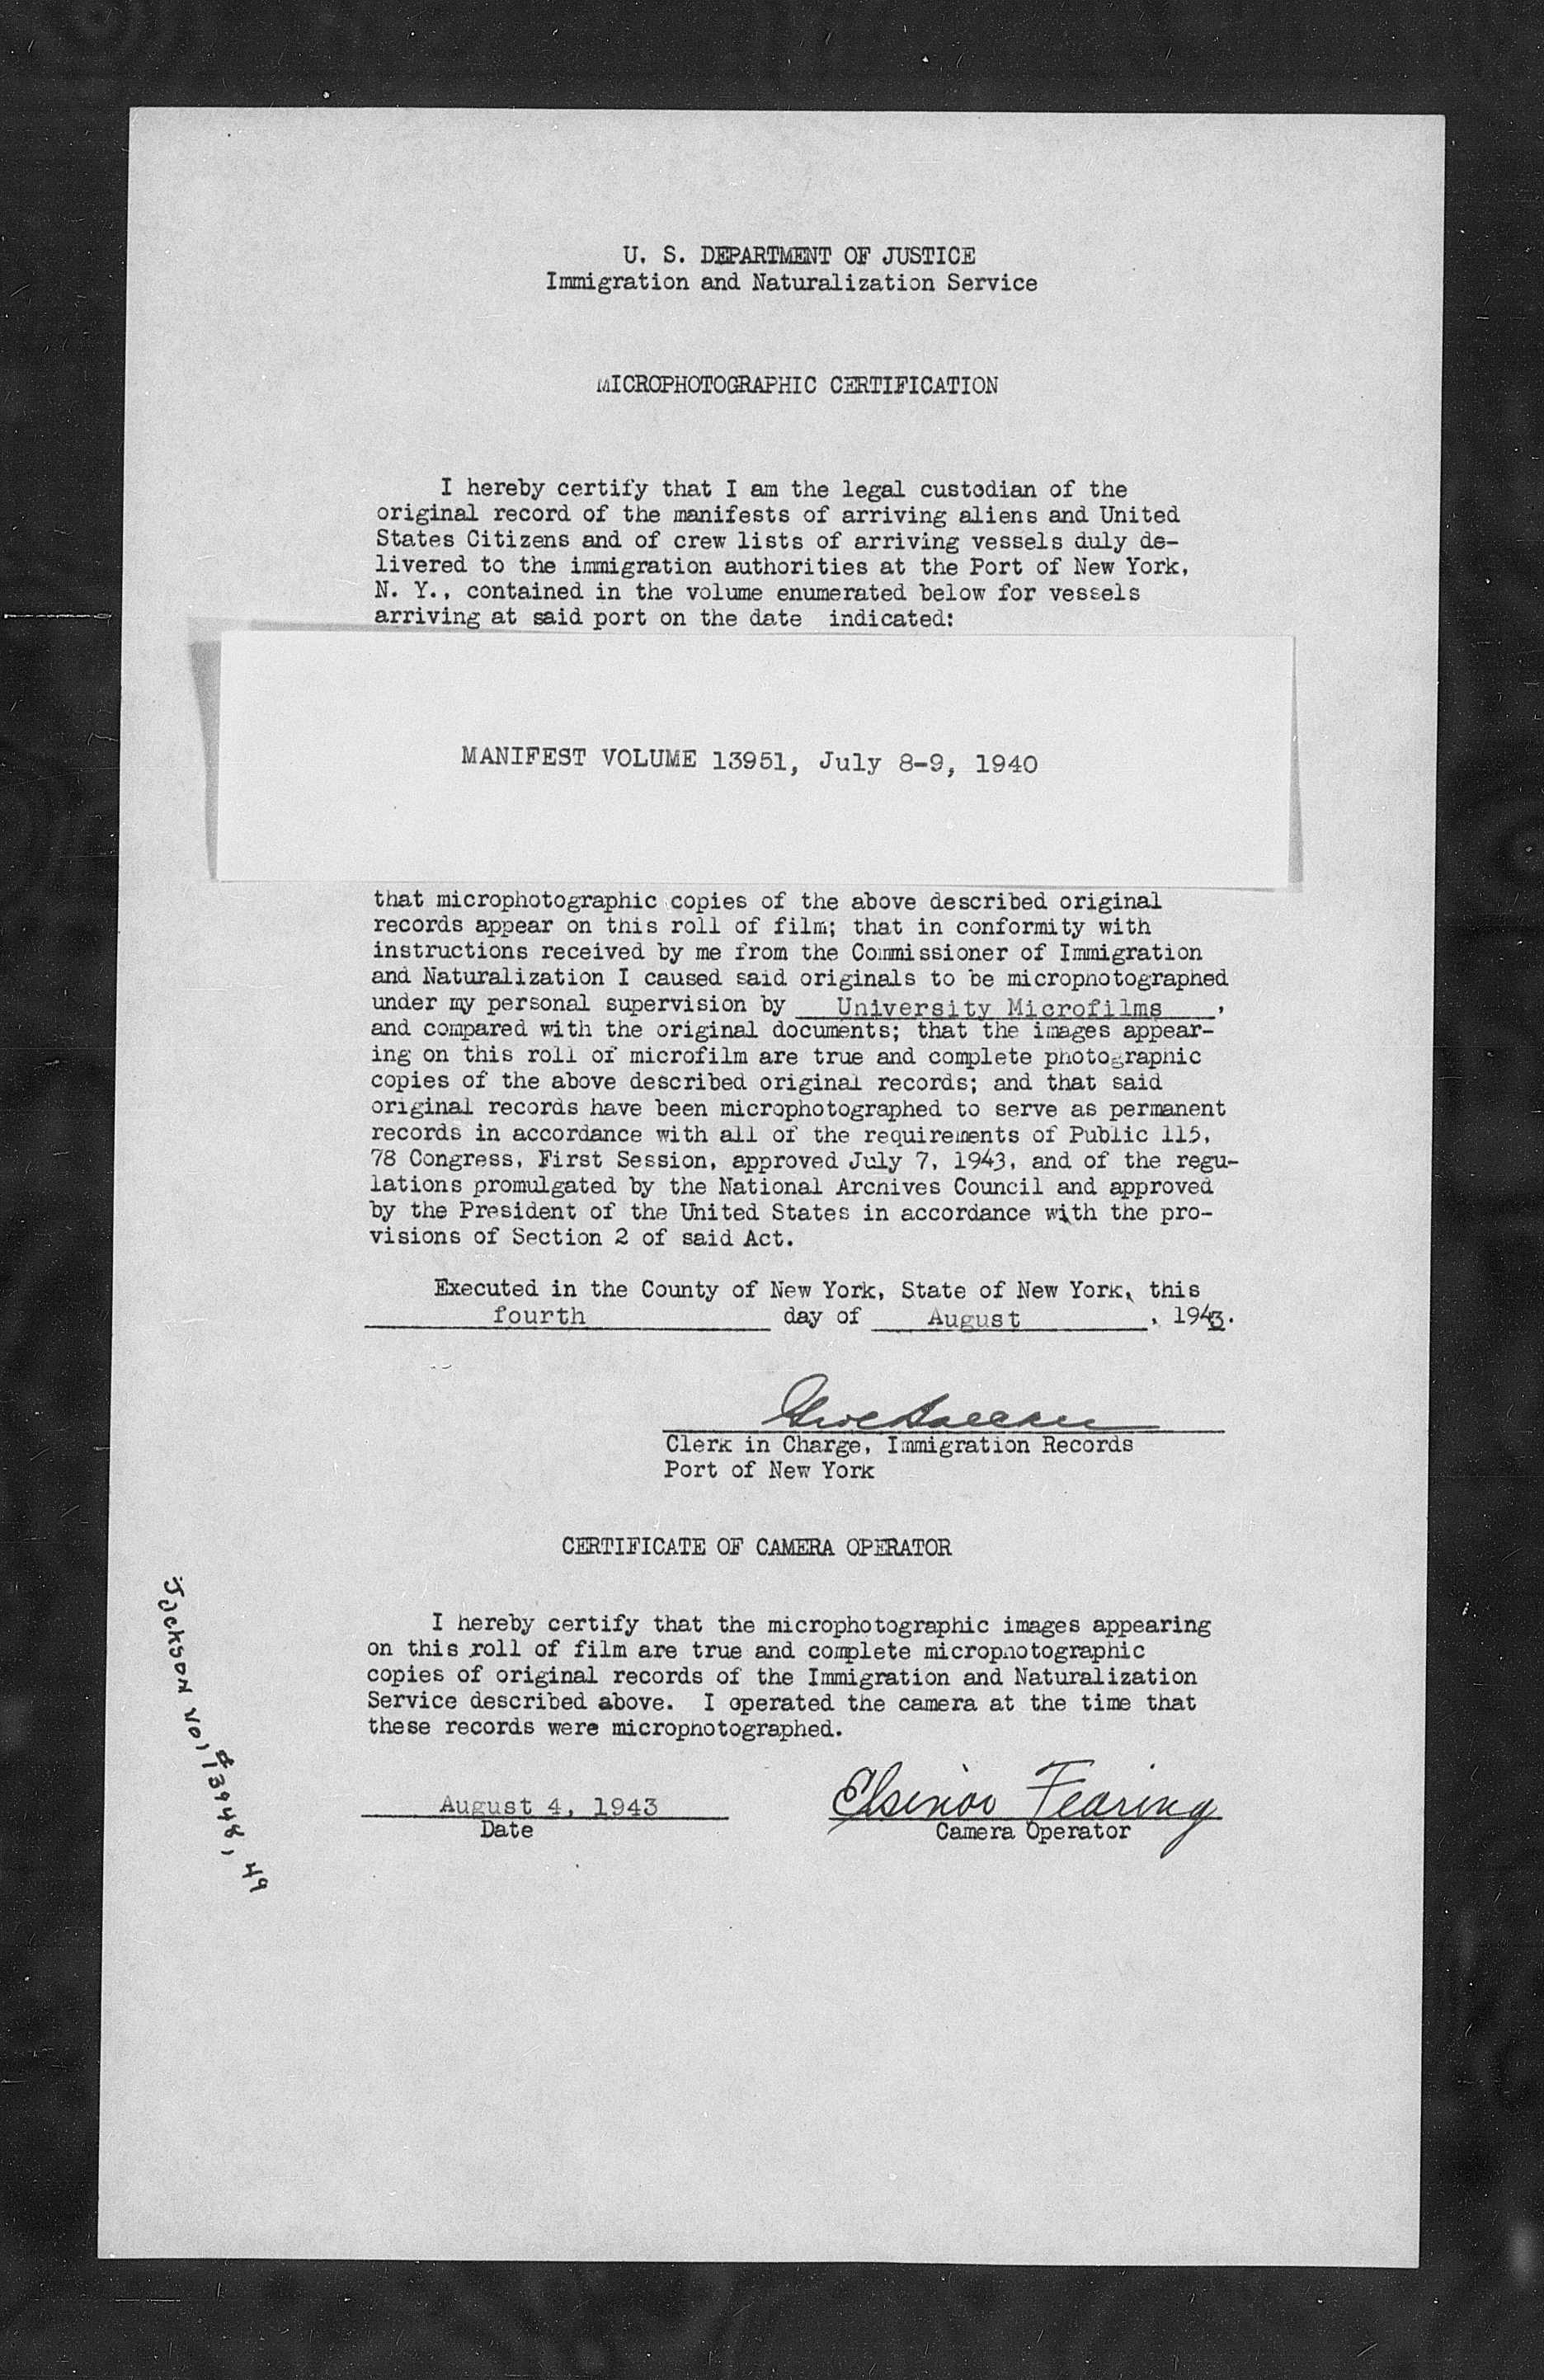 U. S. DEPARTMENT OF JUSTICE
Immigration and Naturalization Service
MICROPHOTOGRAPHIC CERTIFICATION
I hereby certify that I am the legal custodian of the
original record of the manifests of arriving aliens and United
States Citizens and of crew lists of arriving vessels duly de-
livered to the immigration authorities at the Port of New York,
N. Y., contained in the volume enumerated below for vessels
arriving at said port on the date indicated:
MANIFEST VOLUME 13951, July 8-9, 1940
that microphotographic copies of the above described original
records appear on this roll of film; that in conformity with
instructions received by me from the Commissioner of Immigration
and Naturalization I caused said originals to be microphotographed
under my personal supervision by University Microfilms,
and compared with the original documents; that the images appear-
ing on this roll of microfilm are true and complete photographic
copies of the above described original records; and that said
original records have been microphotographed to serve as permanent
records in accordance with all of the requirements of Public 115,
78 Congress, First Session, approved July 7, 1943, and of the regu-
lations promulgated by the National Archives Council and approved
by the President of the United States in accordance with the pro-
visions of Section 2 of said Act.
Executed in the County of New York, State of New York, this
fourth day of August, 1943.
Clerk in Charge, Immigration Records
Port of New York
CERTIFICATE OF CAMERA OPERATOR
I hereby certify that the microphotographic images appearing
on this roll of film are true and complete microphotographic
copies of original records of the Immigration and Naturalization
Service described above. I operated the camera at the time that
these records were microphotographed.
August 4, 1943 Elsinor Fearing
Date Camera Operator
Jackson vol, 13948, 49